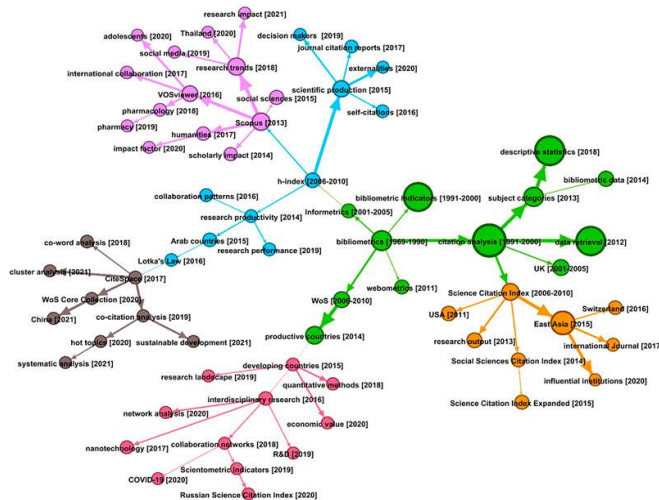 research impact [2021]
adolescents [2020]
Thailand [2020]
decision makers [2019]
social media [2019]
journal citation reports [2017]
research trends [2018]
externalities [2020]
international collaboration [2017]
scientific production [2015]
VOSviewer [2016]
social sciences [2015]
pharmacology [2018]
self-citations [2016]
Scopus [2013]
pharmacy [2019]
humanities [2017]
impact factor [2020]
scholarly impact [2014]
descriptive statistics [2018]
h-index [2006-2010]
bibliometric data [2014]
collaboration patterns [2016]
bibliometric indicators [1991-2000]
subject categories [2013]
Informetrics [2001-2005]
research productivity [2014]
co-word analysis [2018]
Arab countries [2015]
bibliometrics [1969-1990]
citation analysis [1991-2000]
data retrieval [2012]
research performance [2019]
Lotka's Law [2016]
cluster analysis [2021]
CiteSpace [2017]
UK [2001-2005]
webometrics [2011]
Science Citation Index [2006-2010]
WoS Core Collection [2020]
WoS [2006-2010]
Switzerland [2016]
China [2021]
co-citation analysis [2019]
USA [2011]
East Asia [2015]
productive countries [2014]
hot topics [2020]
sustainable development [2021]
research output [2013]
international Journal [2017]
systematic analysis [2021]
Social Sciences Citation Index [2014]
developing countries [2015]
research landscape [2019]
quantitative methods [2018]
influential institutions [2020]
interdisciplinary research [2016]
Science Citation Index Expanded [2015]
network analysis [2020]
economic value [2020]
nanotechnology [2017]
collaboration networks [2018]
R&D [2019]
Scientometric Indicators [2019]
COVID-19 [2020]
Russian Science Citation Index [2020]